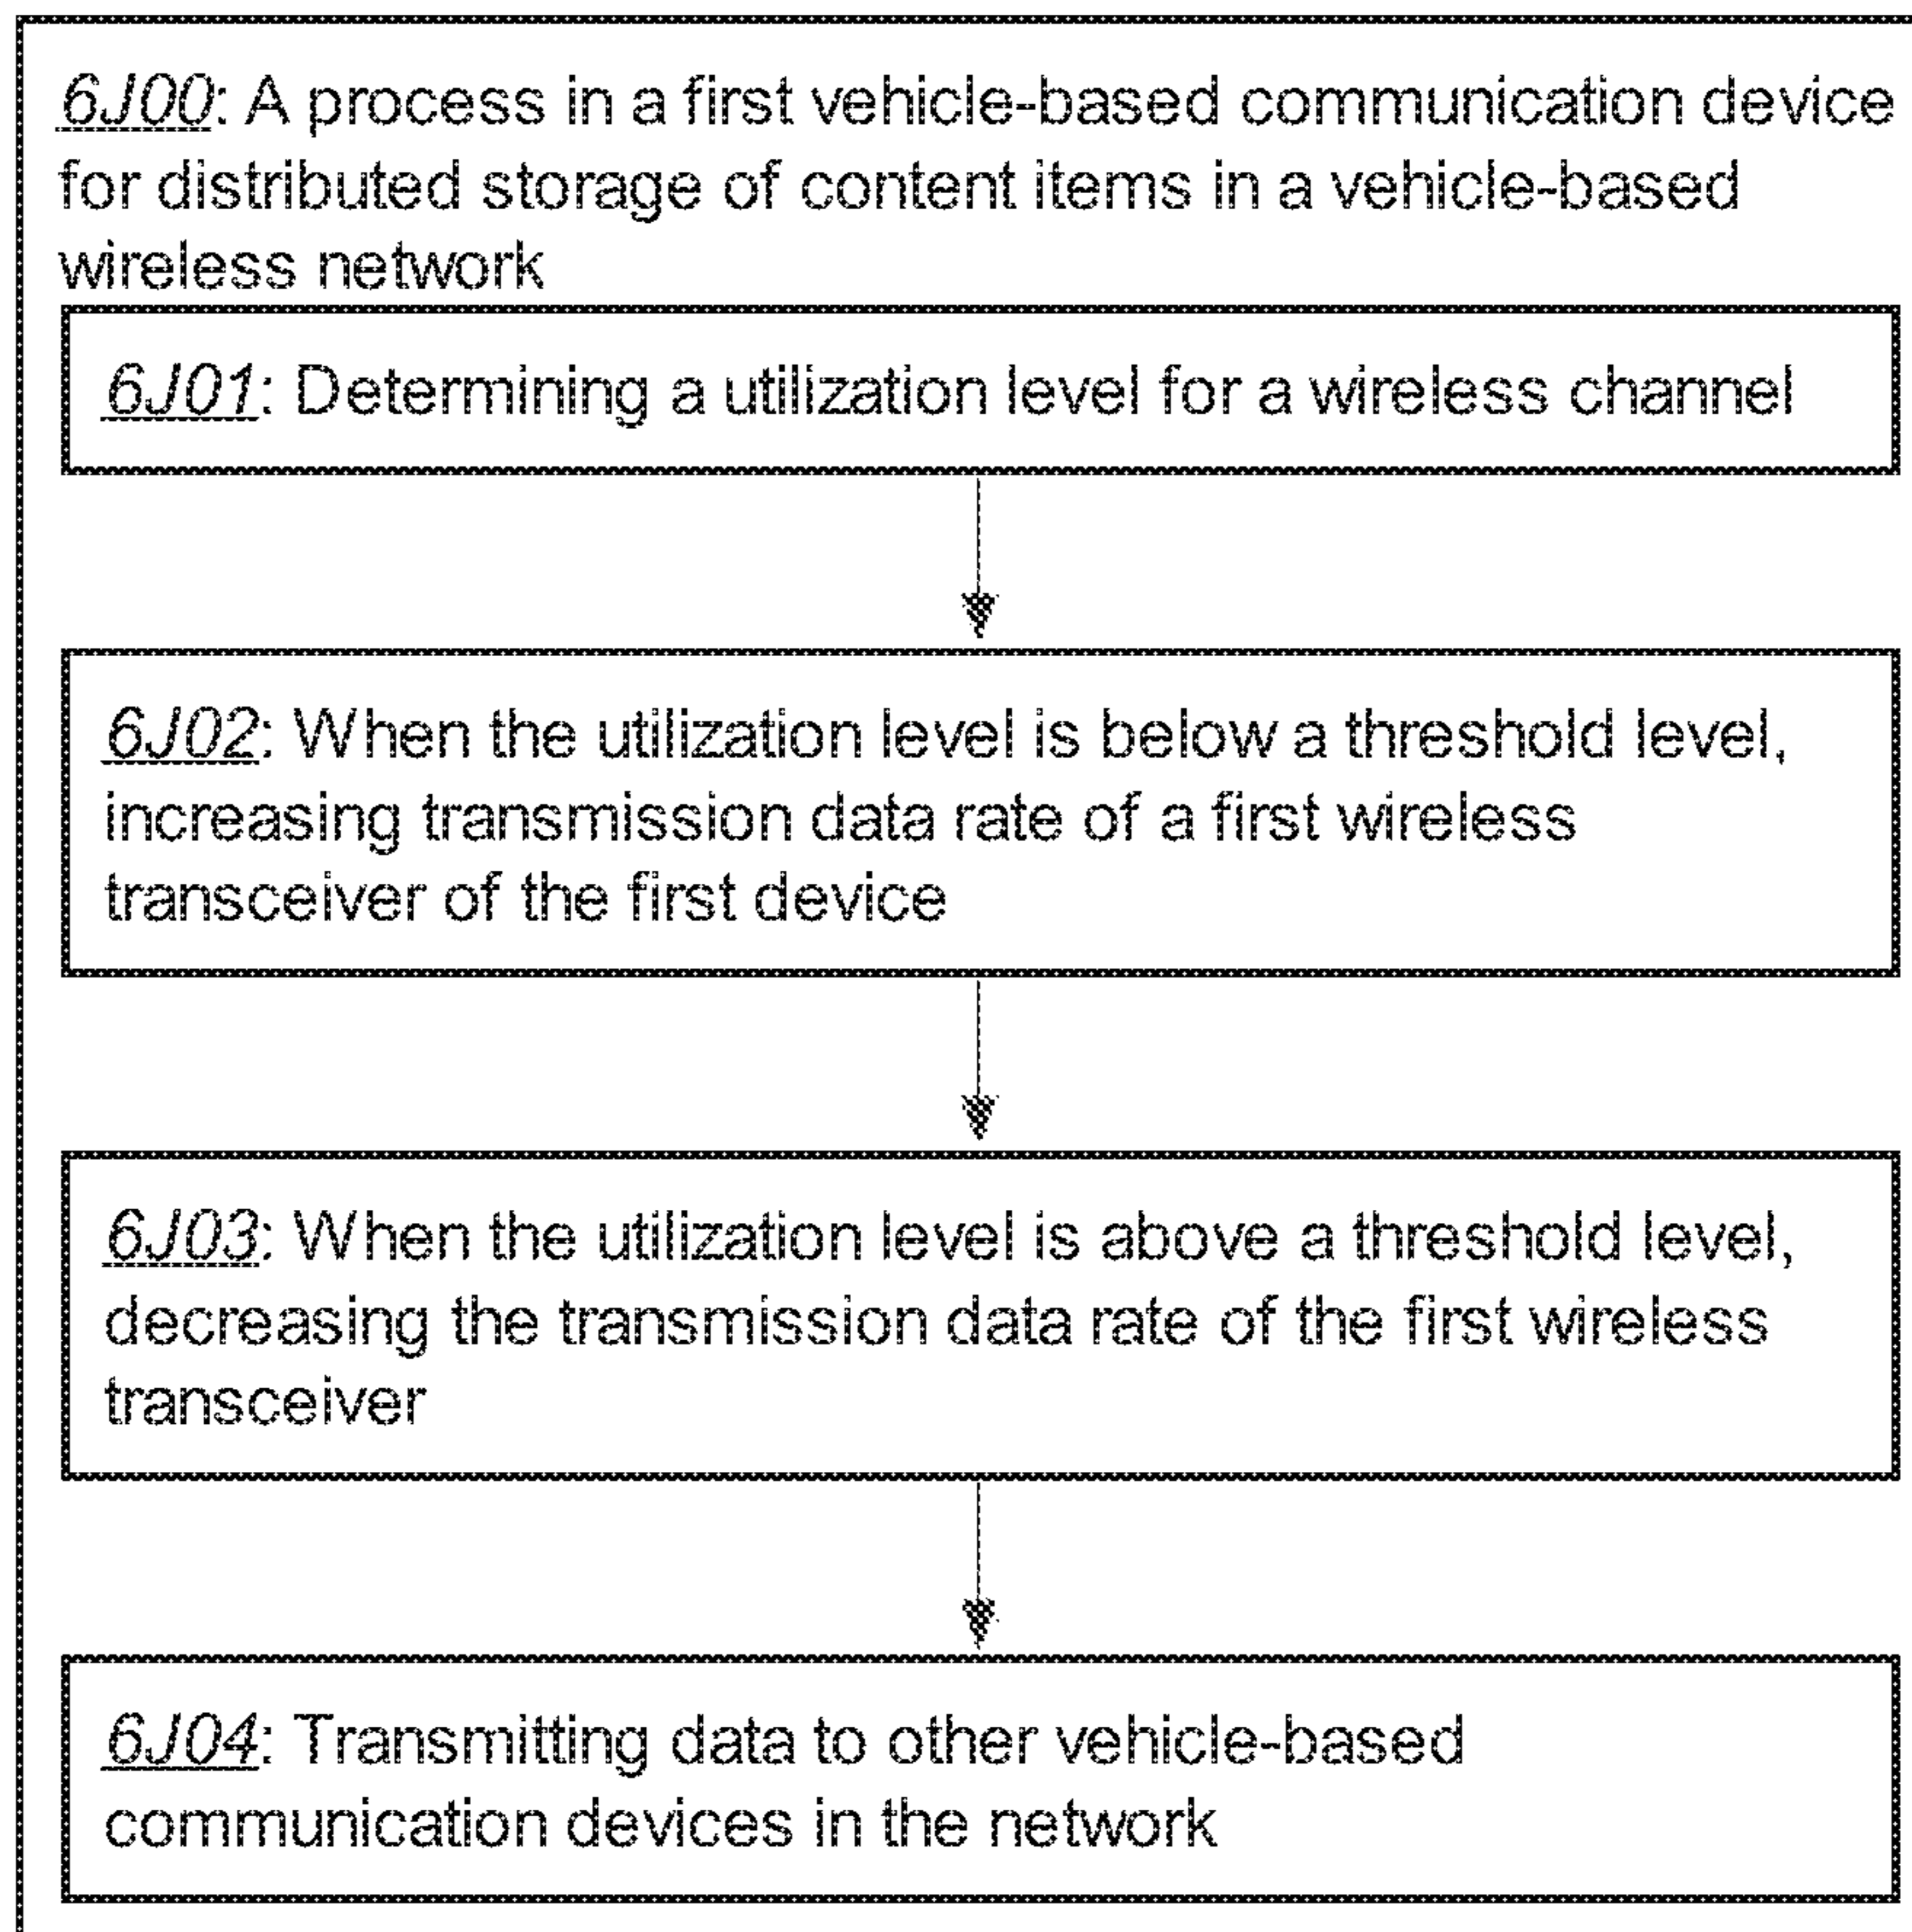 6J00: A process in a first vehicle-based communication device
for distributed storage of content items in a vehicle-based
wireless network
6J01: Determining a utilization level for a wireless channel
6J02: When the utilization level is below a threshold level,
increasing transmission data rate of a first wireless
transceiver of the first device
6J03: When the utilization level is above a threshold level,
decreasing the transmission data rate of the first wireless
transceiver
6J04: Transmitting data to other vehicle-based
communication devices in the network